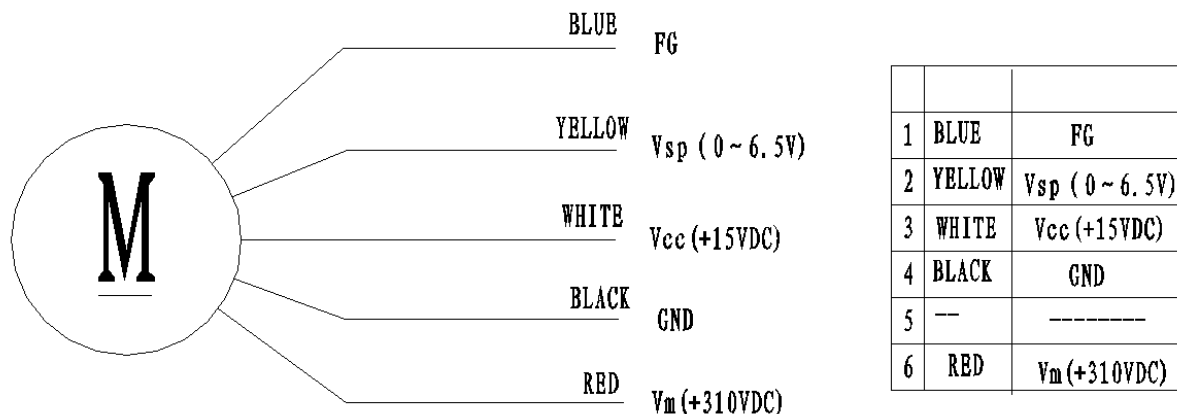 BLUE FG
YELLOW Vsp (0~6.5V)
M
WHITE Vcc(+15VDC)
BLACK GND
RED Vm(+310VDC)
1 BLUE FG
2 YELLOW Vsp (0~6.5V)
3 WHITE Vcc(+15VDC)
4 BLACK GND
5 -- --------
6 RED Vm(+310VDC)